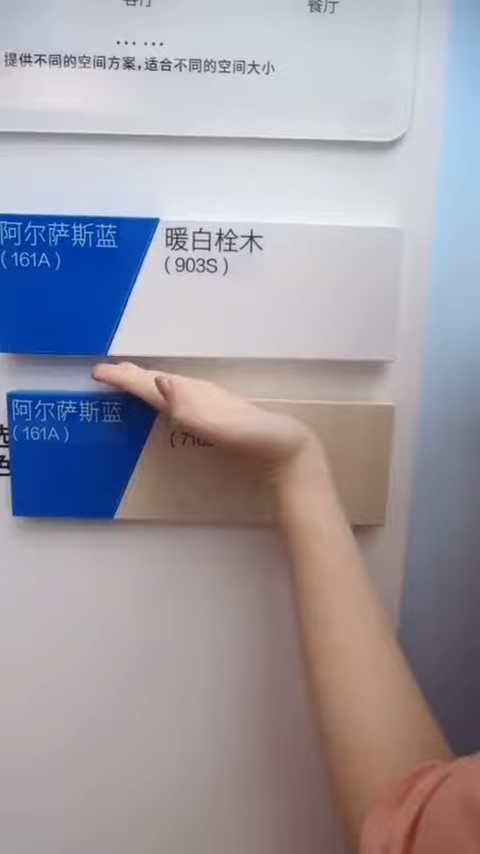 客厅
餐厅
……
提供不同的空间方案,适合不同的空间大小
阿尔萨斯蓝
(161A)
暖白栓木
(903S)
阿尔萨斯蓝
(161A)